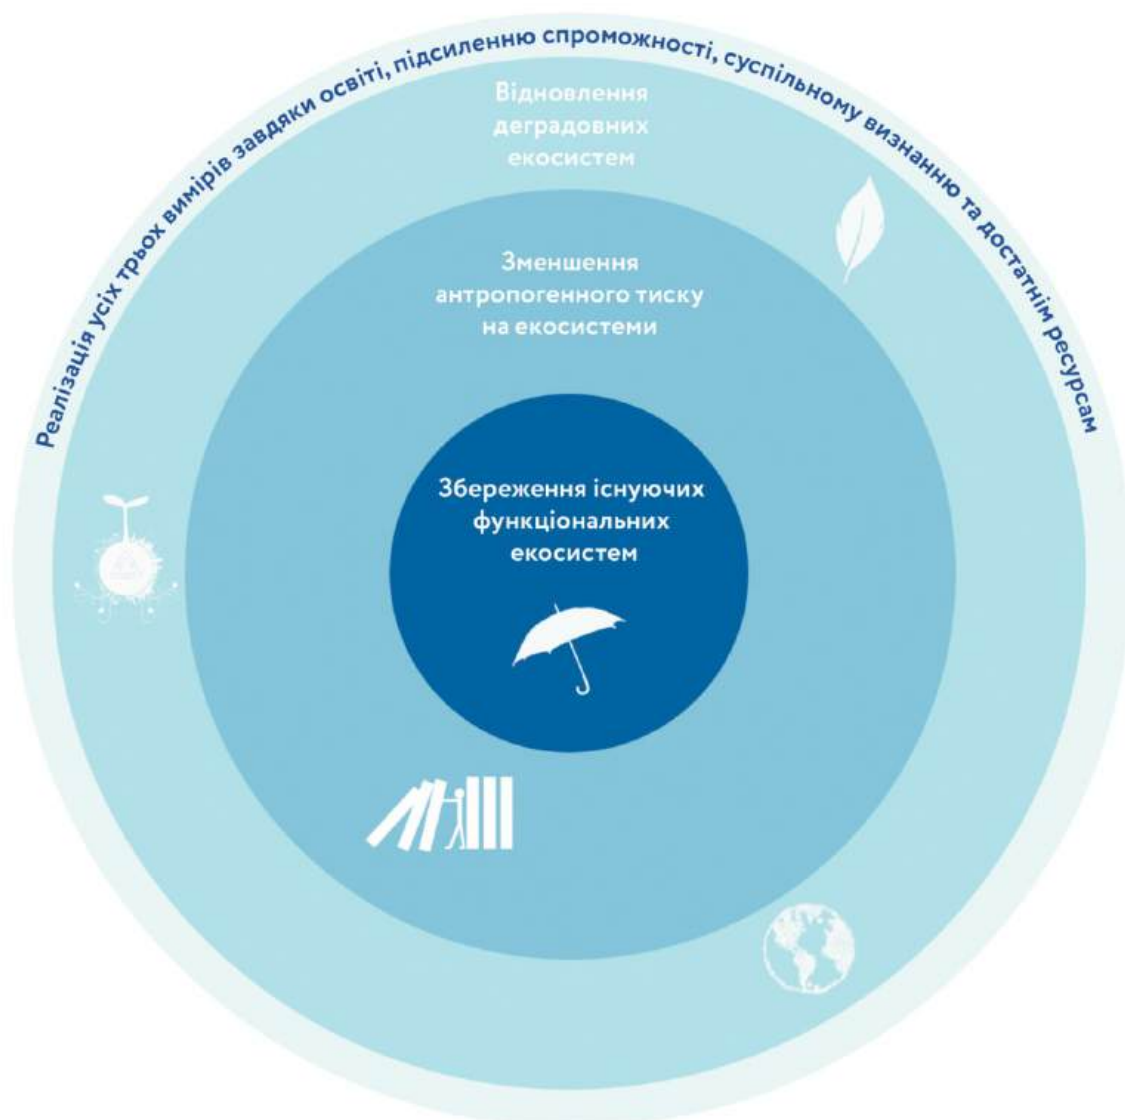 Реалізація усіх трьох вимірів завдяки освіті, підсиленню спроможності, суспільному визнанню та достатнім ресурсам
Відновлення
деградовних
екосистем
Зменшення
антропогенного тиску
на екосистеми
Збереження існуючих
функціональних
екосистем